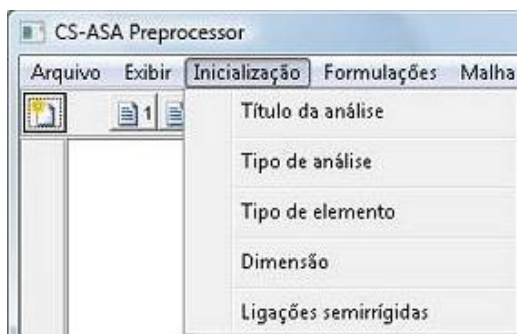 CS-ASA Preprocessor
Arquivo Exibir Inicialização Formulações Malha
1
Título da análise
Tipo de análise
Tipo de elemento
Dimensão
Ligações semirrígidas